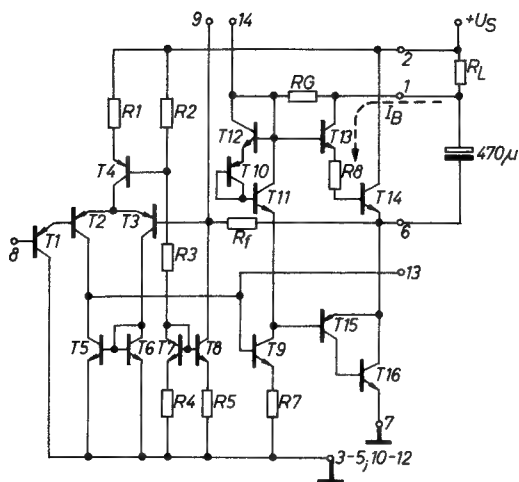 9 14 +U_S
2
R_L
R1 R2 RG 1
I_B
T12 T13
T4 T10 R8 470µ
T11 T14
T1 T2 T3
8 R_f 6
R3 13
T15
T5 T6 T7 T8 T9 T16
R4 R5 R7
7
3-5; 10-12